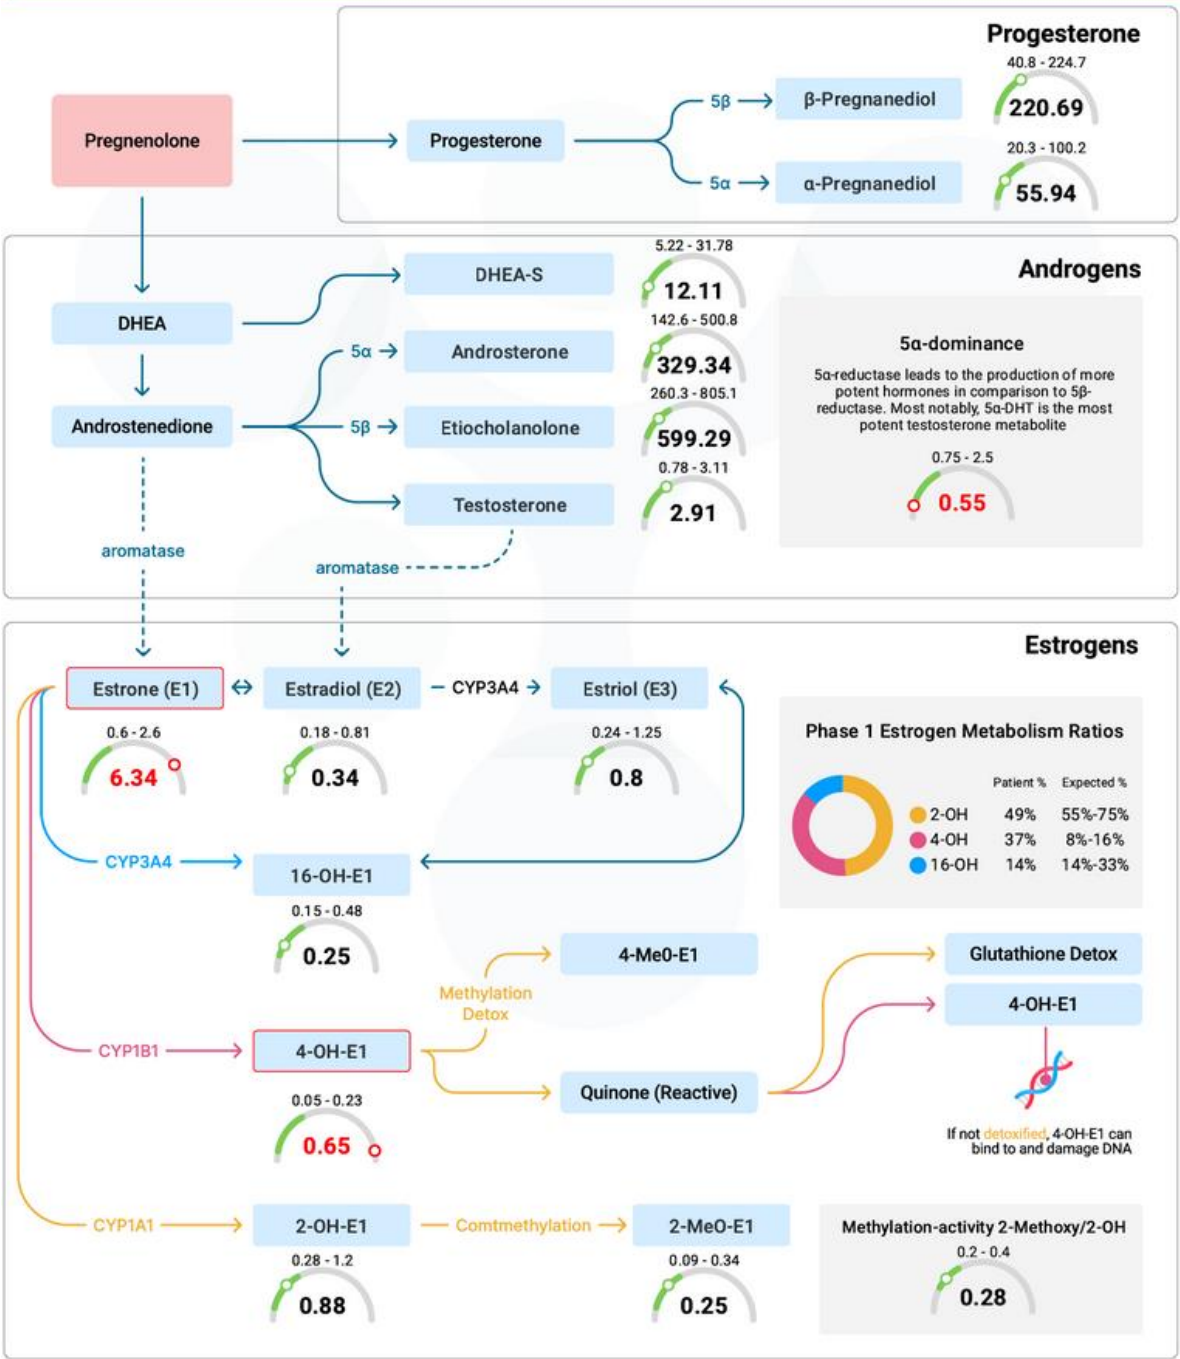 Progesterone
40.8 - 224.7
Pregnenolone
Progesterone
5β
β-Pregnanediol
220.69
20.3 - 100.2
5α
α-Pregnanediol
55.94
Androgens
5.22 - 31.78
DHEA-S
12.11
DHEA
142.6 - 500.8
5α
Androsterone
329.34
260.3 - 805.1
Androstenedione
5β
Etiocholanolone
599.29
0.78 - 3.11
Testosterone
2.91
5α-dominance
5α-reductase leads to the production of more
potent hormones in comparison to 5β-
reductase. Most notably, 5α-DHT is the most
potent testosterone metabolite
0.75 - 2.5
0.55
aromatase
aromatase
Estrogens
Estrone (E1)
Estradiol (E2)
CYP3A4
Estriol (E3)
0.6 - 2.6
6.34
0.18 - 0.81
0.34
0.24 - 1.25
0.8
Phase 1 Estrogen Metabolism Ratios
Patient % Expected %
2-OH 49% 55%-75%
4-OH 37% 8%-16%
16-OH 14% 14%-33%
CYP3A4
16-OH-E1
0.15 - 0.48
0.25
4-Me0-E1
Methylation
Detox
Glutathione Detox
4-OH-E1
CYP1B1
4-OH-E1
0.05 - 0.23
0.65
Quinone (Reactive)
If not detoxified, 4-OH-E1 can
bind to and damage DNA
CYP1A1
2-OH-E1
Comtmethylation
2-MeO-E1
0.28 - 1.2
0.88
0.09 - 0.34
0.25
Methylation-activity 2-Methoxy/2-OH
0.2 - 0.4
0.28